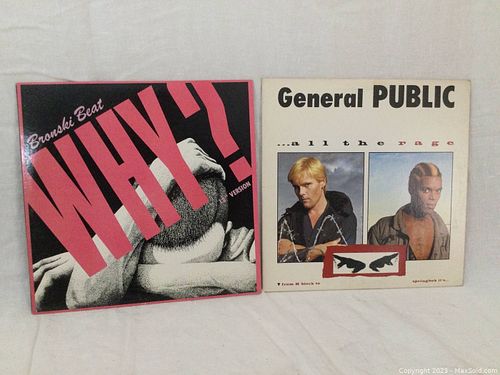 Bronski Beat
WHY?
VERSION
General PUBLIC
...all the rage
Copyright 2023 - MaxSold.com